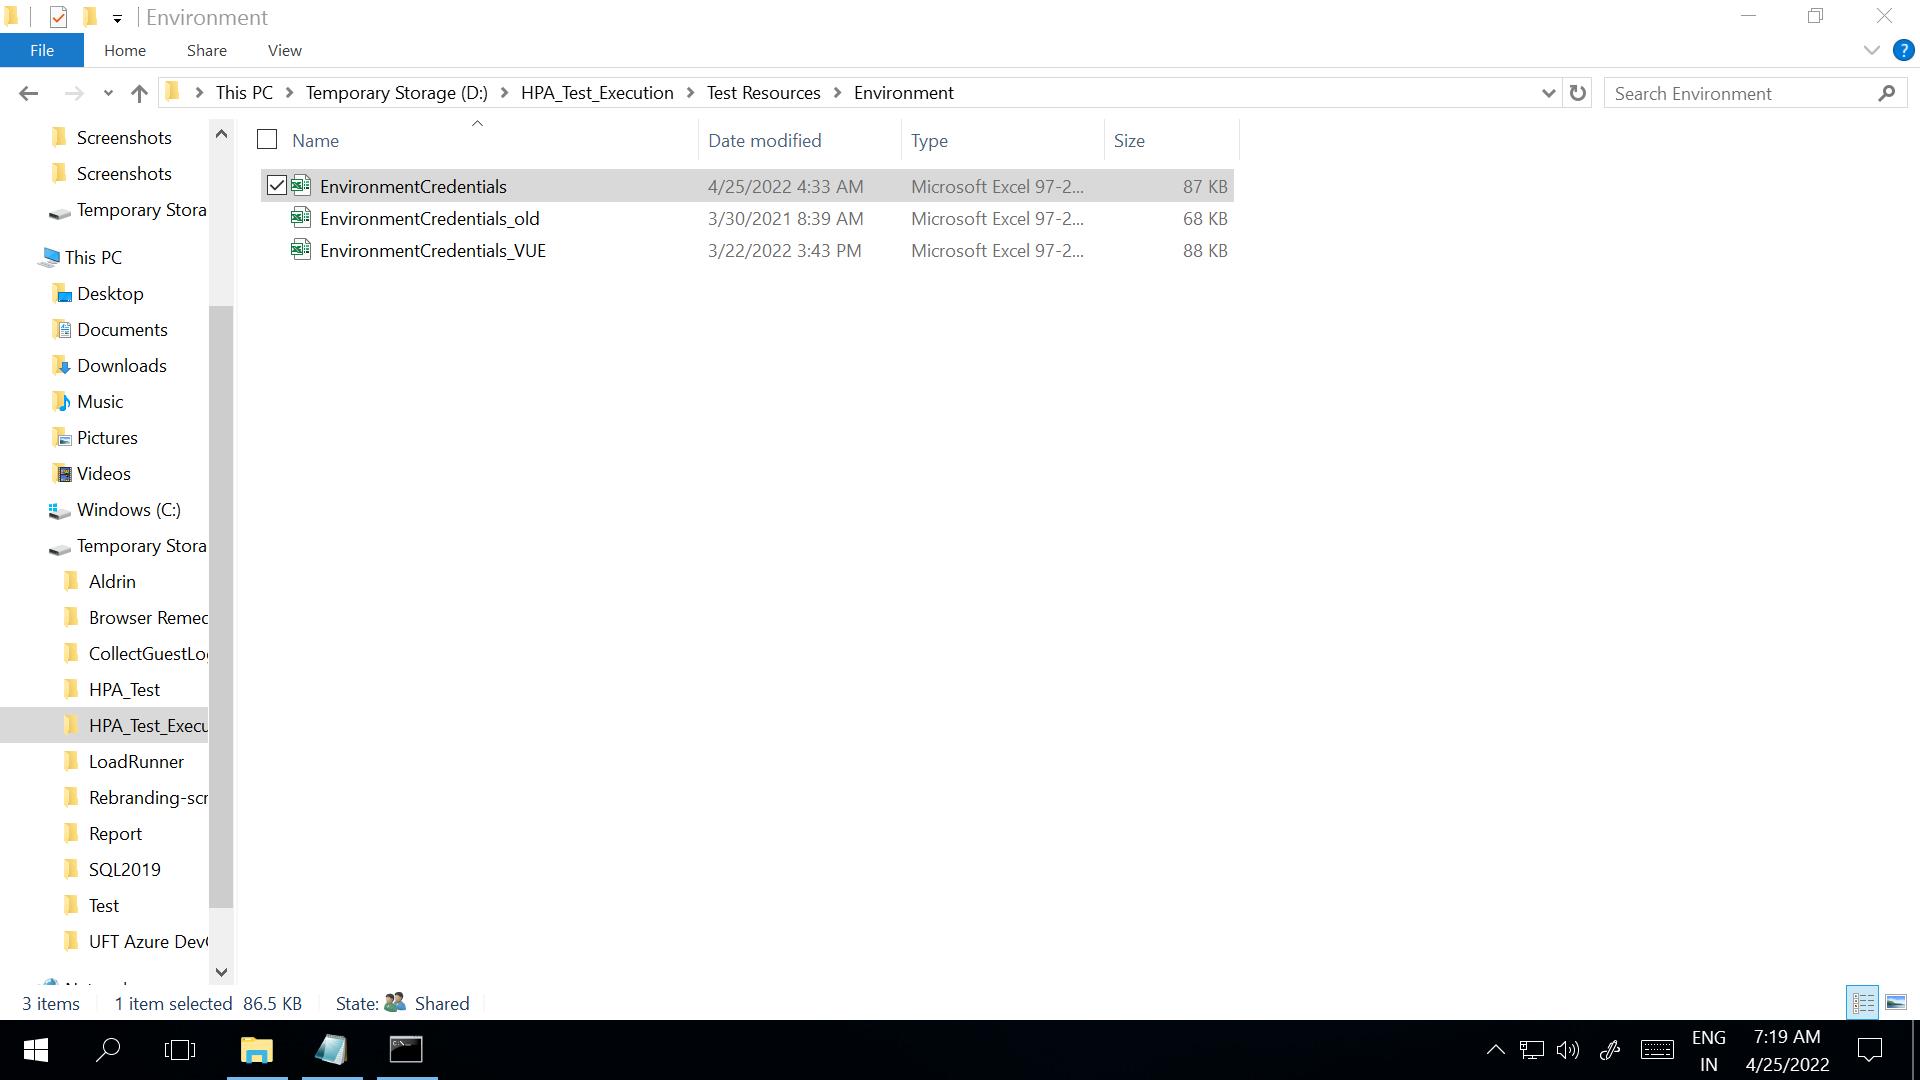 Environment
File Home Share View
This PC Temporary Storage (D:) HPA_Test_Execution Test Resources Environment Search Environment
Name Date modified Type Size
EnvironmentCredentials 4/25/2022 4:33 AM Microsoft Excel 97-2... 87 KB
EnvironmentCredentials_old 3/30/2021 8:39 AM Microsoft Excel 97-2... 68 KB
EnvironmentCredentials_VUE 3/22/2022 3:43 PM Microsoft Excel 97-2... 88 KB
Screenshots
Screenshots
Temporary Stora
This PC
Desktop
Documents
Downloads
Music
Pictures
Videos
Windows (C:)
Temporary Stora
Aldrin
Browser Remec
CollectGuestLog
HPA_Test
HPA_Test_Execu
LoadRunner
Rebranding-scr
Report
SQL2019
Test
UFT Azure Dev
3 items 1 item selected 86.5 KB State: Shared
ENG 7:19 AM
IN 4/25/2022